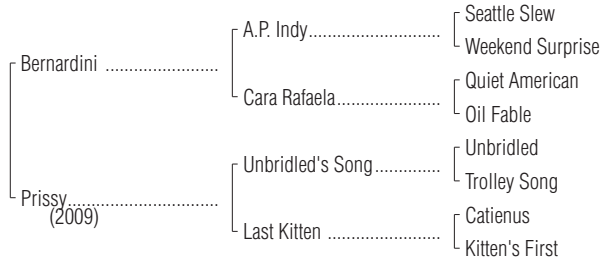 Seattle Slew
A.P. Indy
Weekend Surprise
Bernardini
Quiet American
Cara Rafaela
Oil Fable
Unbridled
Unbridled's Song
Trolley Song
Prissy
(2009)
Catienus
Last Kitten
Kitten's First